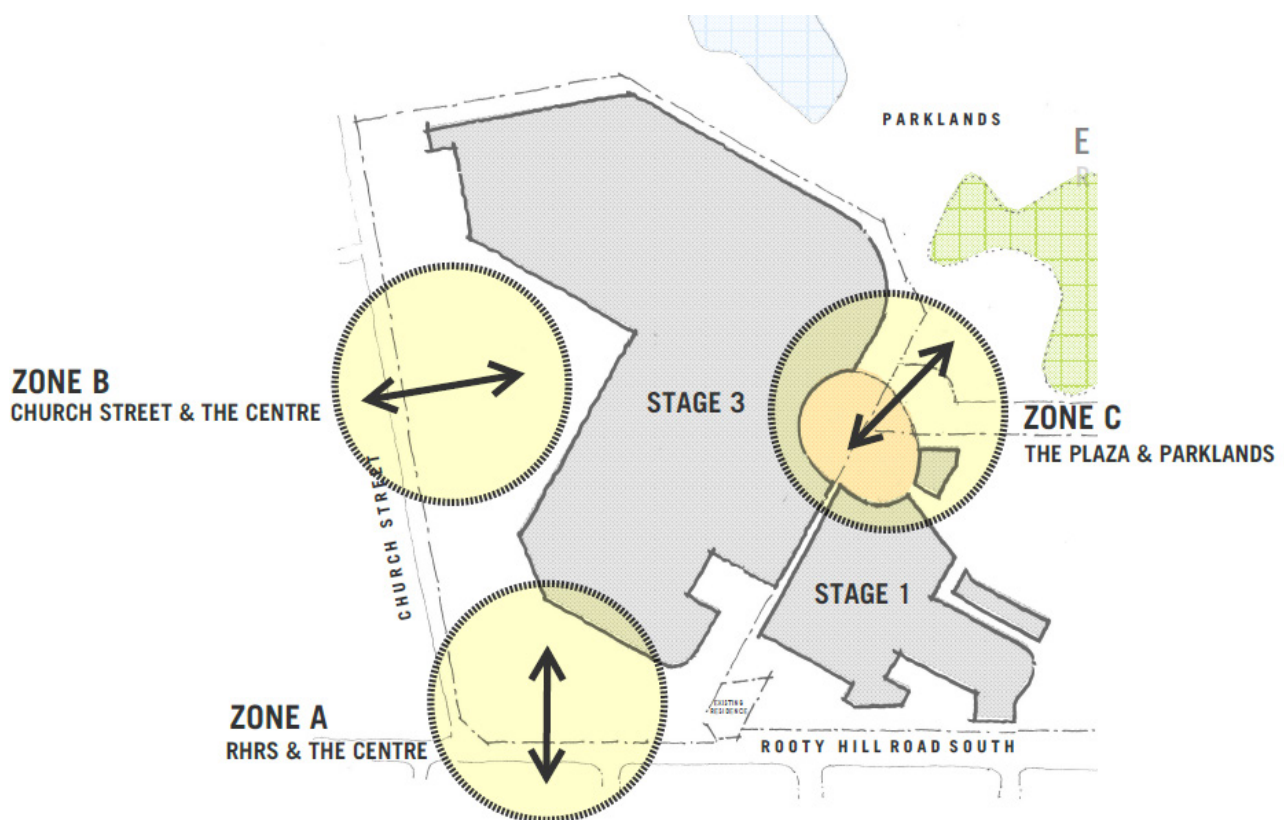 PARKLANDS
E
R
ZONE B
CHURCH STREET & THE CENTRE
STAGE 3
ZONE C
THE PLAZA & PARKLANDS
CHURCH STREET
STAGE 1
ZONE A
RHRS & THE CENTRE
EXISTING
RESIDENCE
ROOTY HILL ROAD SOUTH